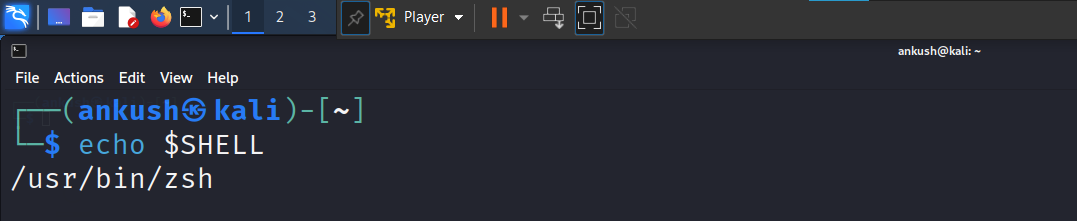 1 2 3 Player
ankush@kali: ~
File Actions Edit View Help
(ankush㉿kali)-[~]
$ echo $SHELL
/usr/bin/zsh